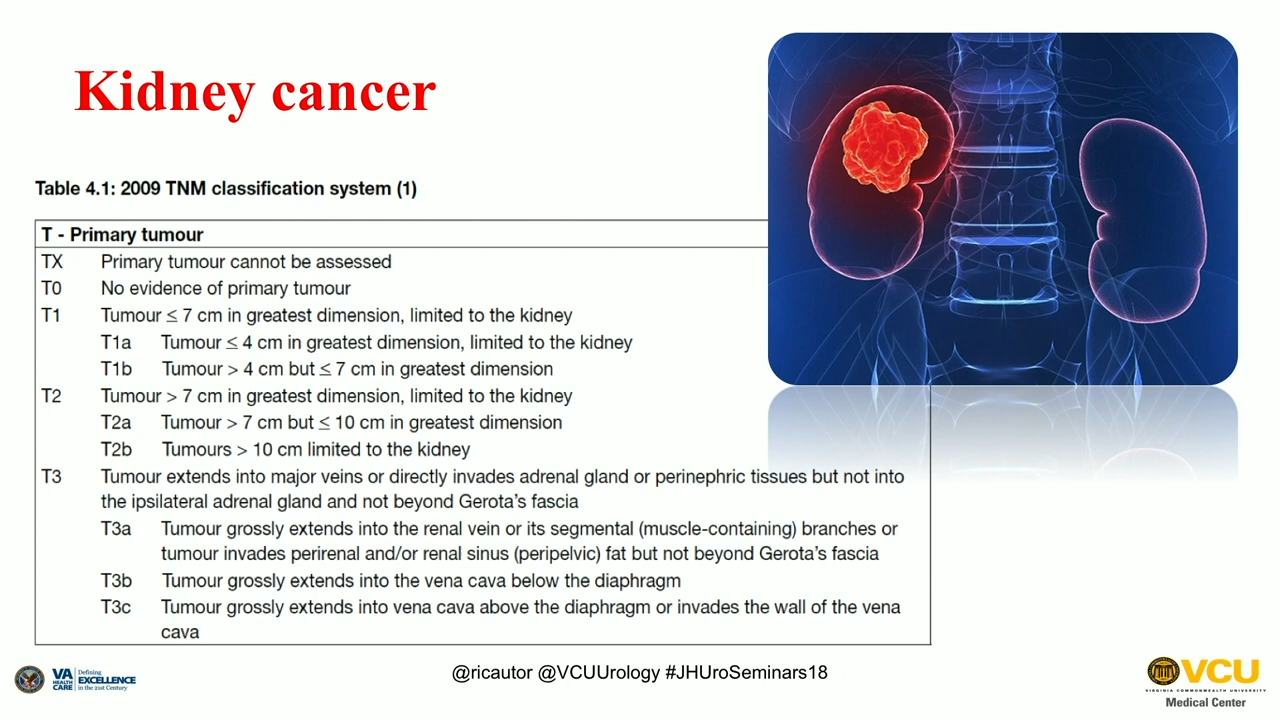 Kidney cancer
Table 4.1: 2009 TNM classification system (1)
T - Primary tumour
TX Primary tumour cannot be assessed
T0 No evidence of primary tumour
T1 Tumour ≤ 7 cm in greatest dimension, limited to the kidney
T1a Tumour ≤ 4 cm in greatest dimension, limited to the kidney
T1b Tumour > 4 cm but ≤ 7 cm in greatest dimension
T2 Tumour > 7 cm in greatest dimension, limited to the kidney
T2a Tumour > 7 cm but ≤ 10 cm in greatest dimension
T2b Tumours > 10 cm limited to the kidney
T3 Tumour extends into major veins or directly invades adrenal gland or perinephric tissues but not into
the ipsilateral adrenal gland and not beyond Gerota's fascia
T3a Tumour grossly extends into the renal vein or its segmental (muscle-containing) branches or
tumour invades perirenal and/or renal sinus (peripelvic) fat but not beyond Gerota's fascia
T3b Tumour grossly extends into the vena cava below the diaphragm
T3c Tumour grossly extends into vena cava above the diaphragm or invades the wall of the vena
cava
VA
HEALTH
CARE
Defining
EXCELLENCE
in the 21st Century
@ricautor @VCUUrology #JHUroSeminars18
VCU
VIRGINIA COMMONWEALTH UNIVERSITY
Medical Center